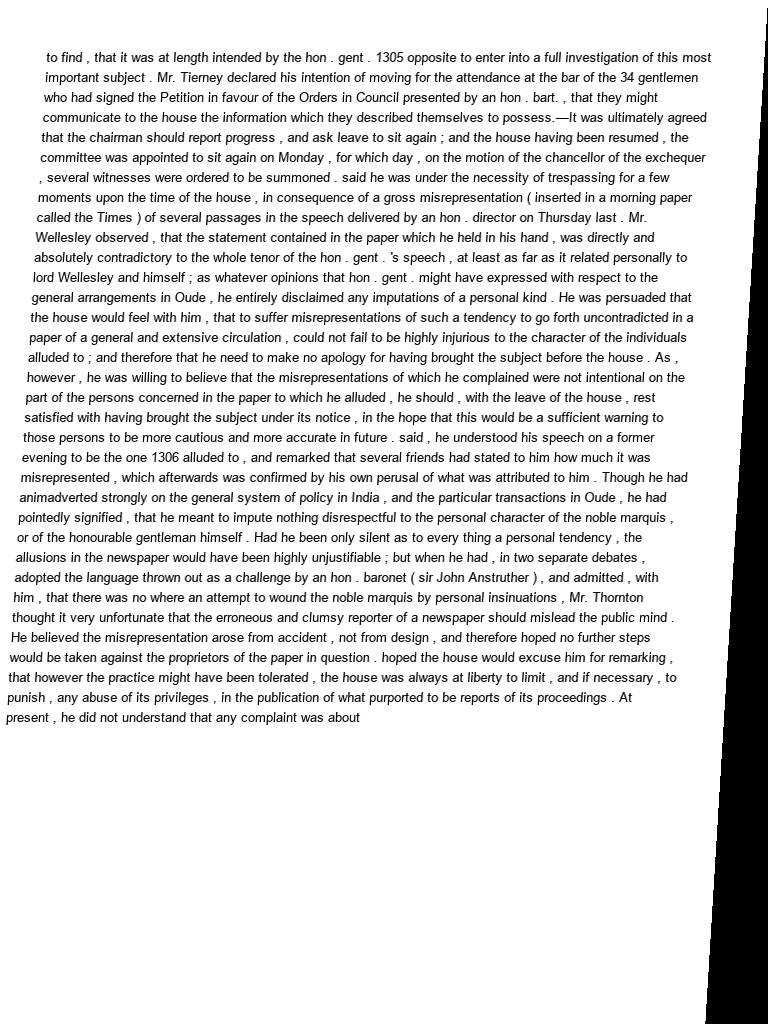 to find , that it was at length intended by the hon . gent . 1305 opposite to enter into a full investigation of this most
important subject . Mr. Tierney declared his intention of moving for the attendance at the bar of the 34 gentlemen
who had signed the Petition in favour of the Orders in Council presented by an hon . bart. , that they might
communicate to the house the information which they described themselves to possess.—It was ultimately agreed
that the chairman should report progress , and ask leave to sit again ; and the house having been resumed , the
committee was appointed to sit again on Monday , for which day , on the motion of the chancellor of the exchequer
, several witnesses were ordered to be summoned . said he was under the necessity of trespassing for a few
moments upon the time of the house , in consequence of a gross misrepresentation ( inserted in a morning paper
called the Times ) of several passages in the speech delivered by an hon . director on Thursday last . Mr.
Wellesley observed , that the statement contained in the paper which he held in his hand , was directly and
absolutely contradictory to the whole tenor of the hon . gent . 's speech , at least as far as it related personally to
lord Wellesley and himself ; as whatever opinions that hon . gent . might have expressed with respect to the
general arrangements in Oude , he entirely disclaimed any imputations of a personal kind . He was persuaded that
the house would feel with him , that to suffer misrepresentations of such a tendency to go forth uncontradicted in a
paper of a general and extensive circulation , could not fail to be highly injurious to the character of the individuals
alluded to ; and therefore that he need to make no apology for having brought the subject before the house . As ,
however , he was willing to believe that the misrepresentations of which he complained were not intentional on the
part of the persons concerned in the paper to which he alluded , he should , with the leave of the house , rest
satisfied with having brought the subject under its notice , in the hope that this would be a sufficient warning to
those persons to be more cautious and more accurate in future . said , he understood his speech on a former
evening to be the one 1306 alluded to , and remarked that several friends had stated to him how much it was
misrepresented , which afterwards was confirmed by his own perusal of what was attributed to him . Though he had
animadverted strongly on the general system of policy in India , and the particular transactions in Oude , he had
pointedly signified , that he meant to impute nothing disrespectful to the personal character of the noble marquis ,
or of the honourable gentleman himself . Had he been only silent as to every thing a personal tendency , the
allusions in the newspaper would have been highly unjustifiable ; but when he had , in two separate debates ,
adopted the language thrown out as a challenge by an hon . baronet ( sir John Anstruther ) , and admitted , with
him , that there was no where an attempt to wound the noble marquis by personal insinuations , Mr. Thornton
thought it very unfortunate that the erroneous and clumsy reporter of a newspaper should mislead the public mind .
He believed the misrepresentation arose from accident , not from design , and therefore hoped no further steps
would be taken against the proprietors of the paper in question . hoped the house would excuse him for remarking ,
that however the practice might have been tolerated , the house was always at liberty to limit , and if necessary , to
punish , any abuse of its privileges , in the publication of what purported to be reports of its proceedings . At
present , he did not understand that any complaint was about